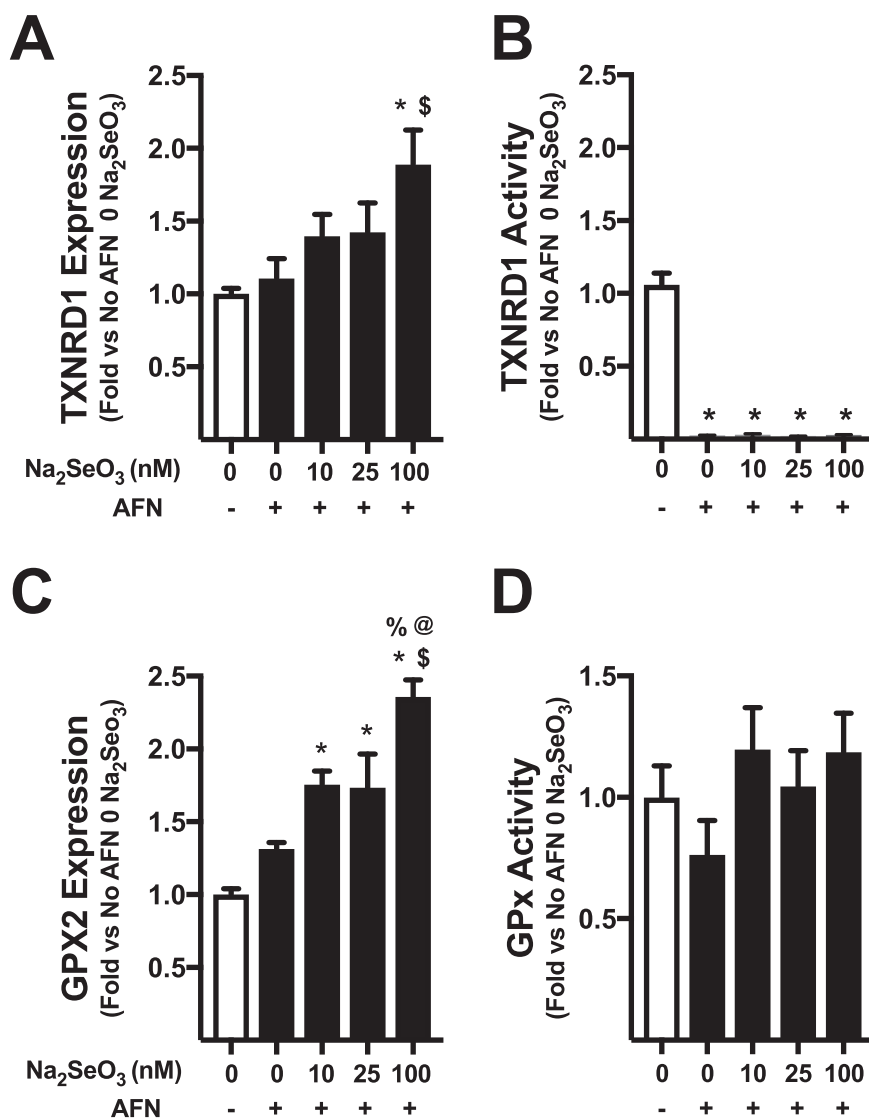 A
TXNRD1 Expression
(Fold vs No AFN 0 Na₂SeO₃)
2.5
2.0
1.5
1.0
0.5
* $
Na₂SeO₃ (nM)
0 0 10 25 100
AFN
- + + + +
B
TXNRD1 Activity
(Fold vs No AFN 0 Na₂SeO₃)
2.5
2.0
1.5
1.0
0.5
* * * *
0 0 10 25 100
- + + + +
C
GPX2 Expression
(Fold vs No AFN 0 Na₂Seo₃)
2.5
2.0
1.5
1.0
0.5
% @
* $
*
*
Na₂SeO₃ (nM)
0 0 10 25 100
AFN
- + + + +
D
GPx Activity
(Fold vs No AFN 0 Na₂SeO₃)
1.5
1.0
0.5
0 0 10 25 100
- + + + +